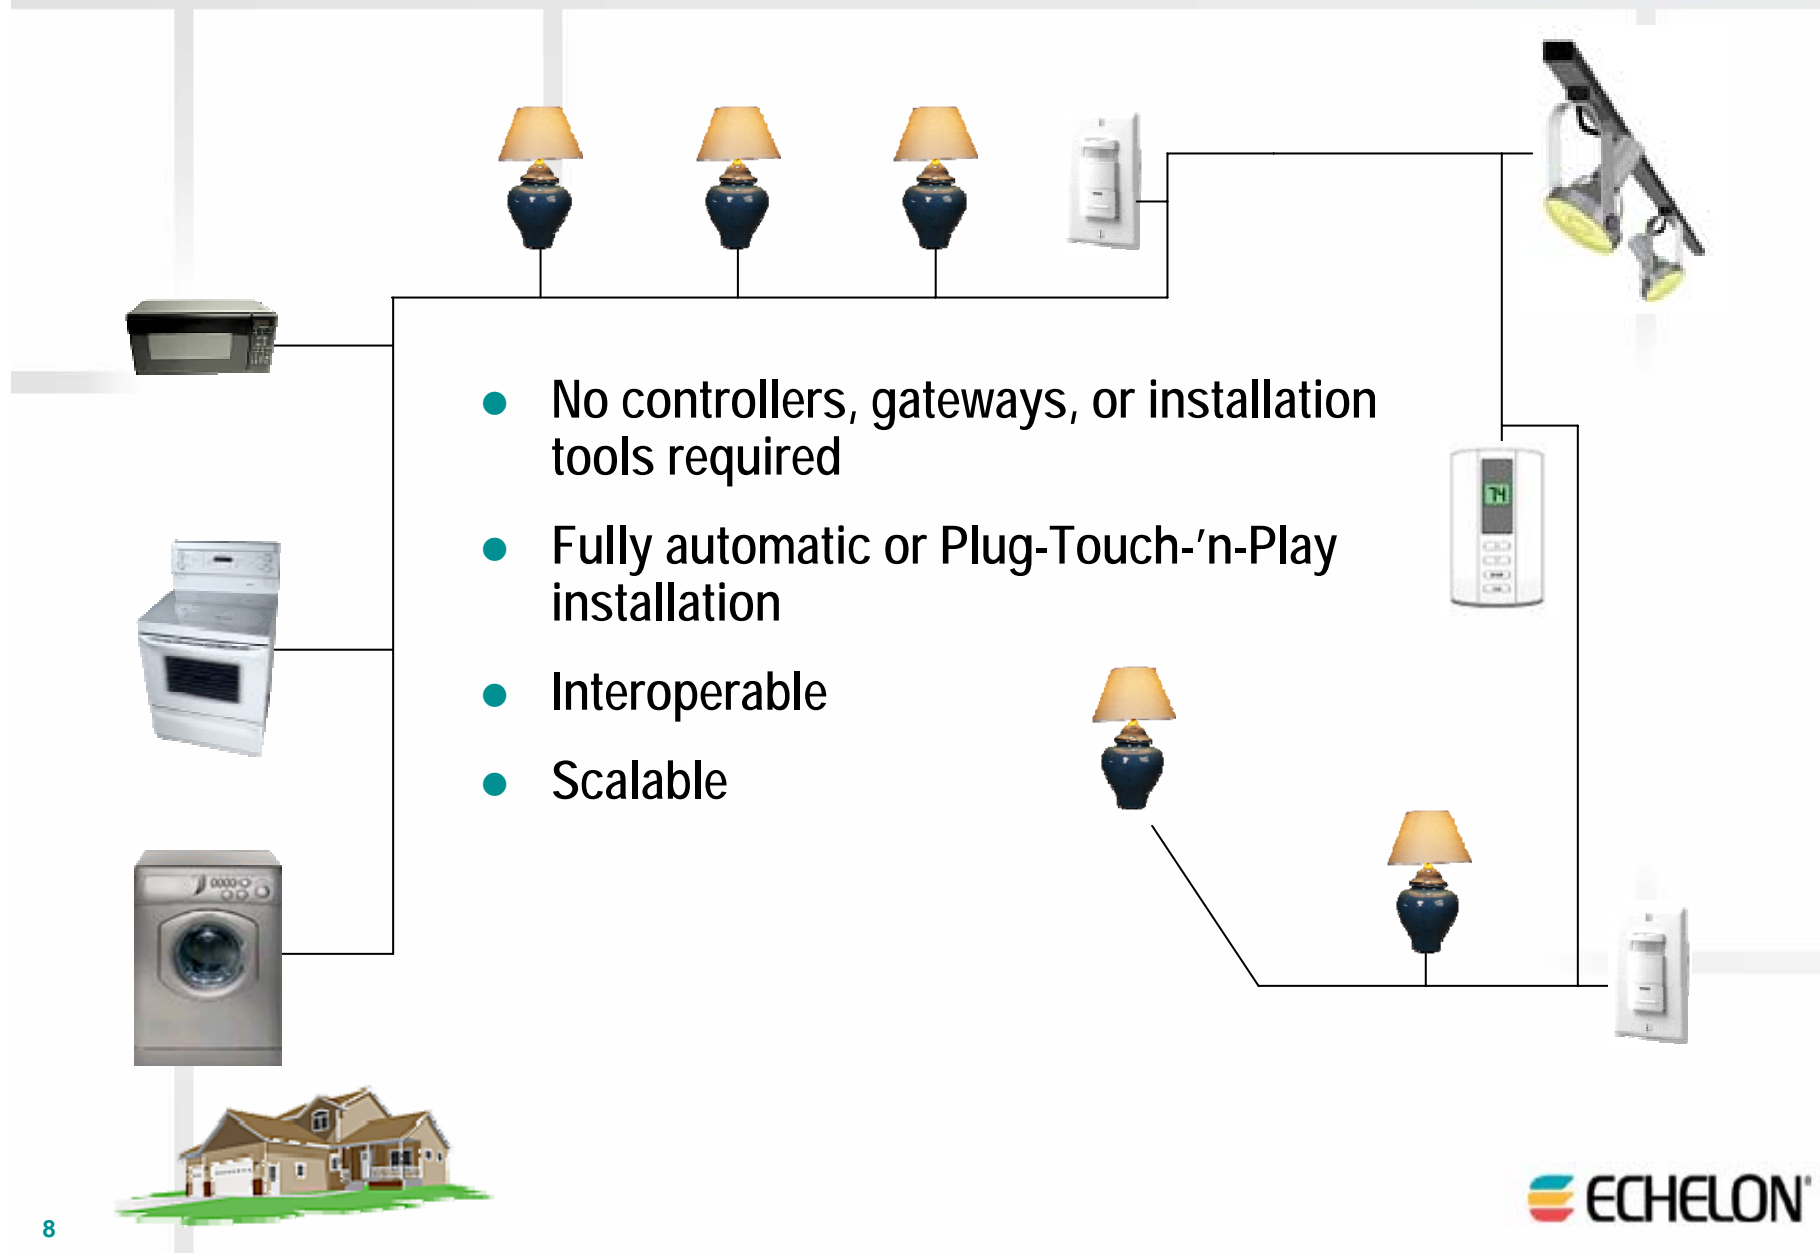 74
No controllers, gateways, or installation
tools required
Fully automatic or Plug-Touch-’n-Play
installation
Interoperable
Scalable
8
ECHELON